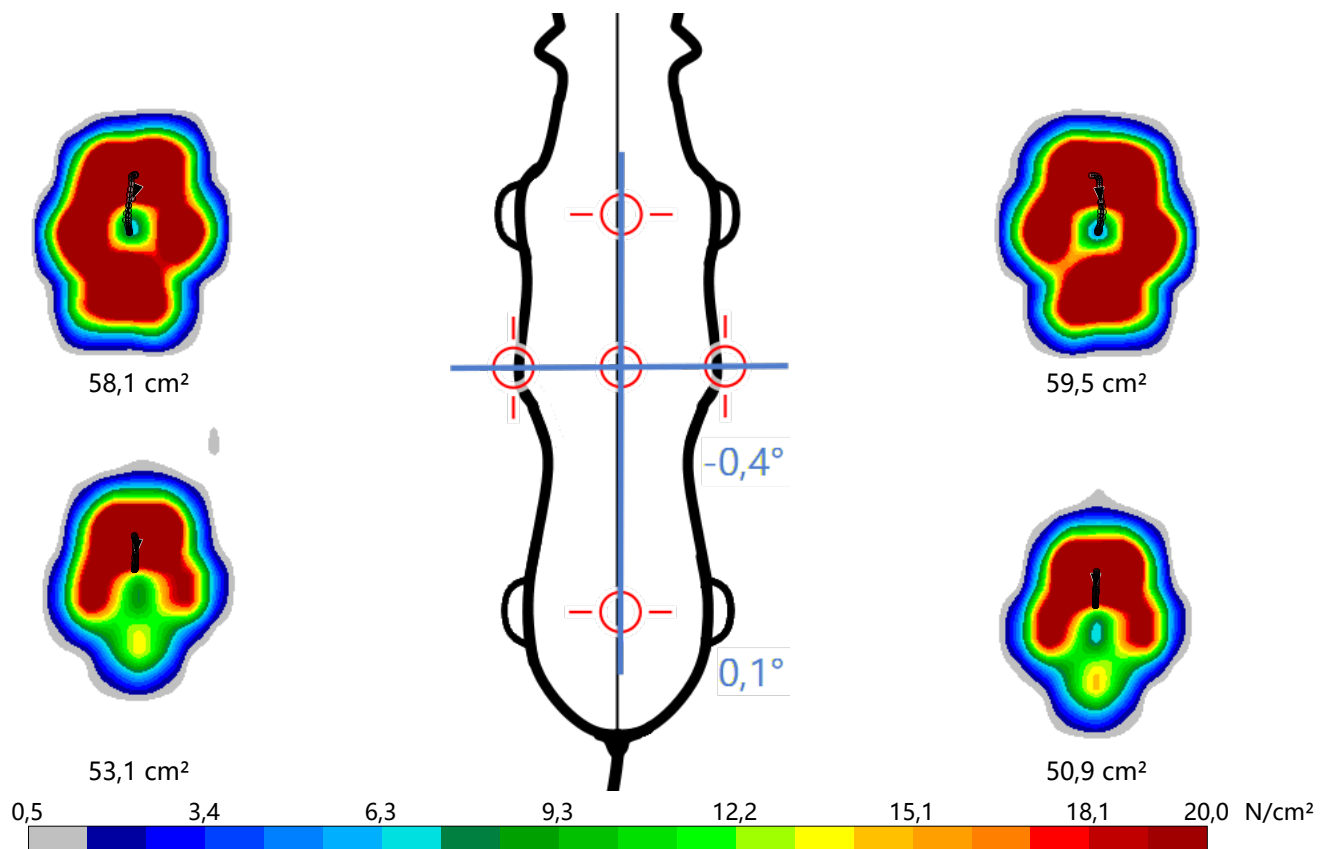 58,1 cm²
59,5 cm²
-0,4°
0,1°
53,1 cm²
50,9 cm²
0,5 3,4 6,3 9,3 12,2 15,1 18,1 20,0 N/cm²